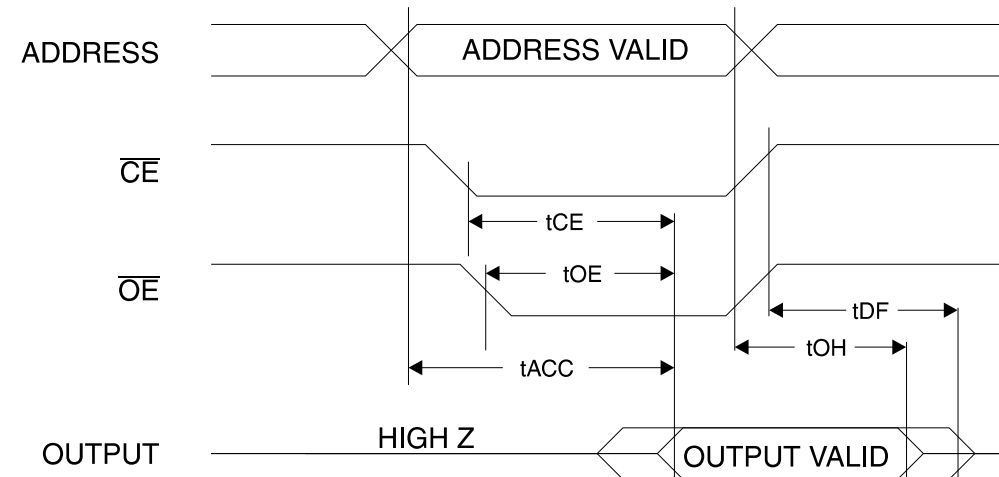 ADDRESS
ADDRESS VALID
CE
tCE
OE
tOE
tDF
tOH
tACC
HIGH Z
OUTPUT
OUTPUT VALID